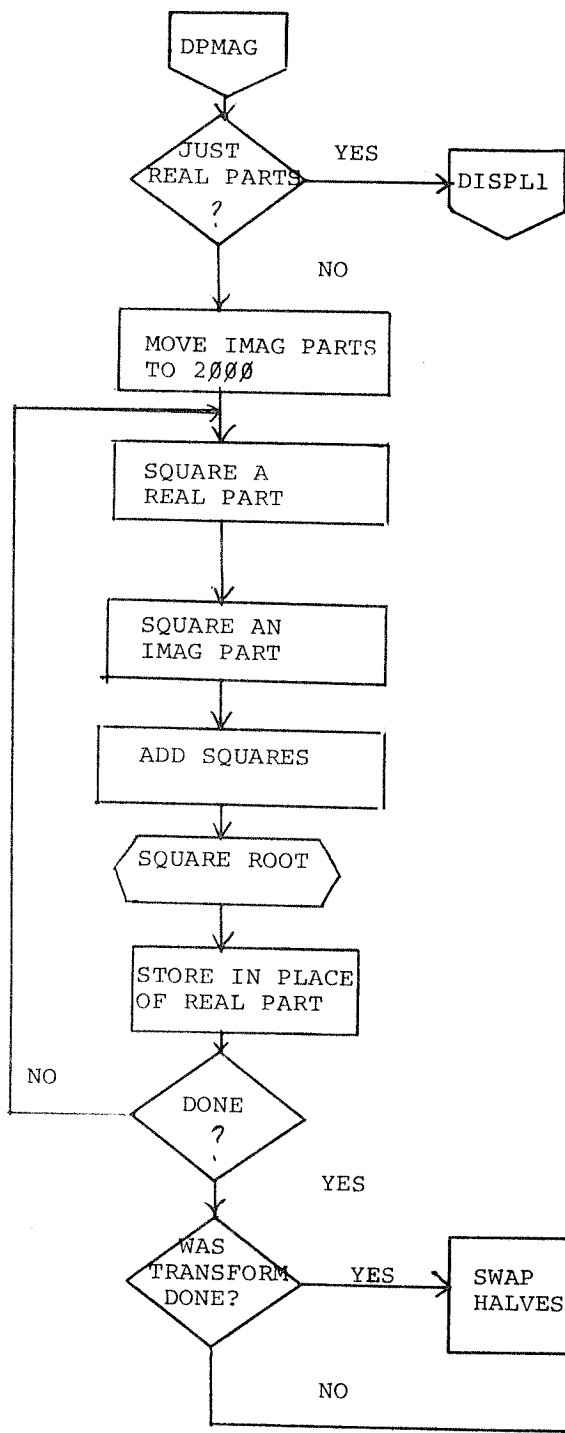 DPMAG
JUST
REAL PARTS
?
YES
DISPL1
NO
MOVE IMAG PARTS
TO 2ØØØ
SQUARE A
REAL PART
SQUARE AN
IMAG PART
ADD SQUARES
SQUARE ROOT
STORE IN PLACE
OF REAL PART
NO
DONE
?
YES
WAS
TRANSFORM
DONE?
YES
SWAP
HALVES
NO